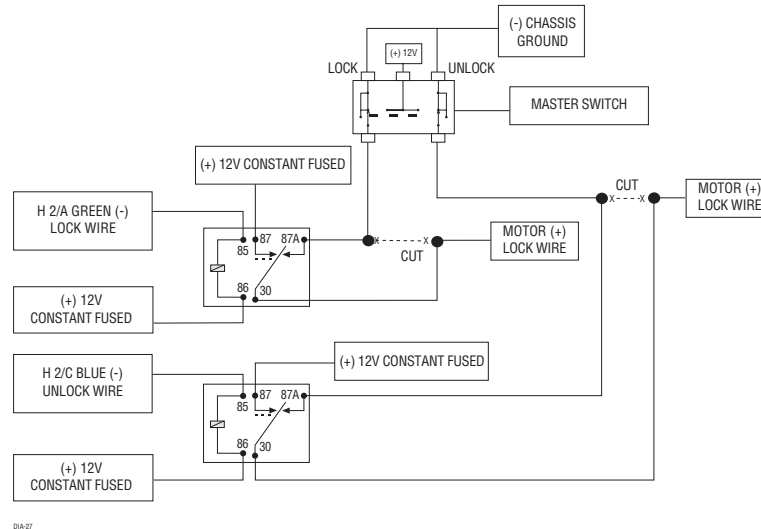 (-) CHASSIS
GROUND
(+) 12V
LOCK
UNLOCK
MASTER SWITCH
(+) 12V CONSTANT FUSED
CUT
MOTOR (+)
LOCK WIRE
H 2/A GREEN (-)
LOCK WIRE
87
87A
85
x
x
CUT
MOTOR (+)
LOCK WIRE
x
x
86
30
(+) 12V
CONSTANT FUSED
(+) 12V CONSTANT FUSED
H 2/C BLUE (-)
UNLOCK WIRE
87
87A
85
86
30
(+) 12V
CONSTANT FUSED
DIA-27